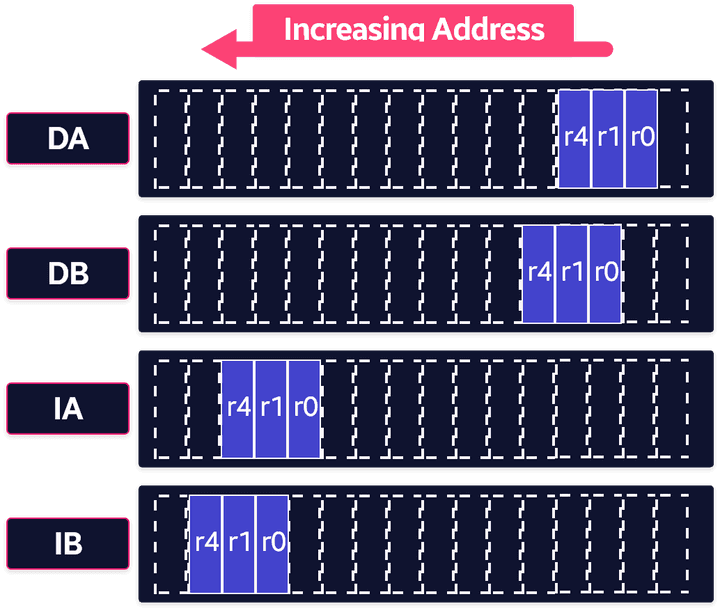 Increasing Address
DA
r4 r1 r0
DB
r4 r1 r0
IA
r4 r1 r0
IB
r4 r1 r0